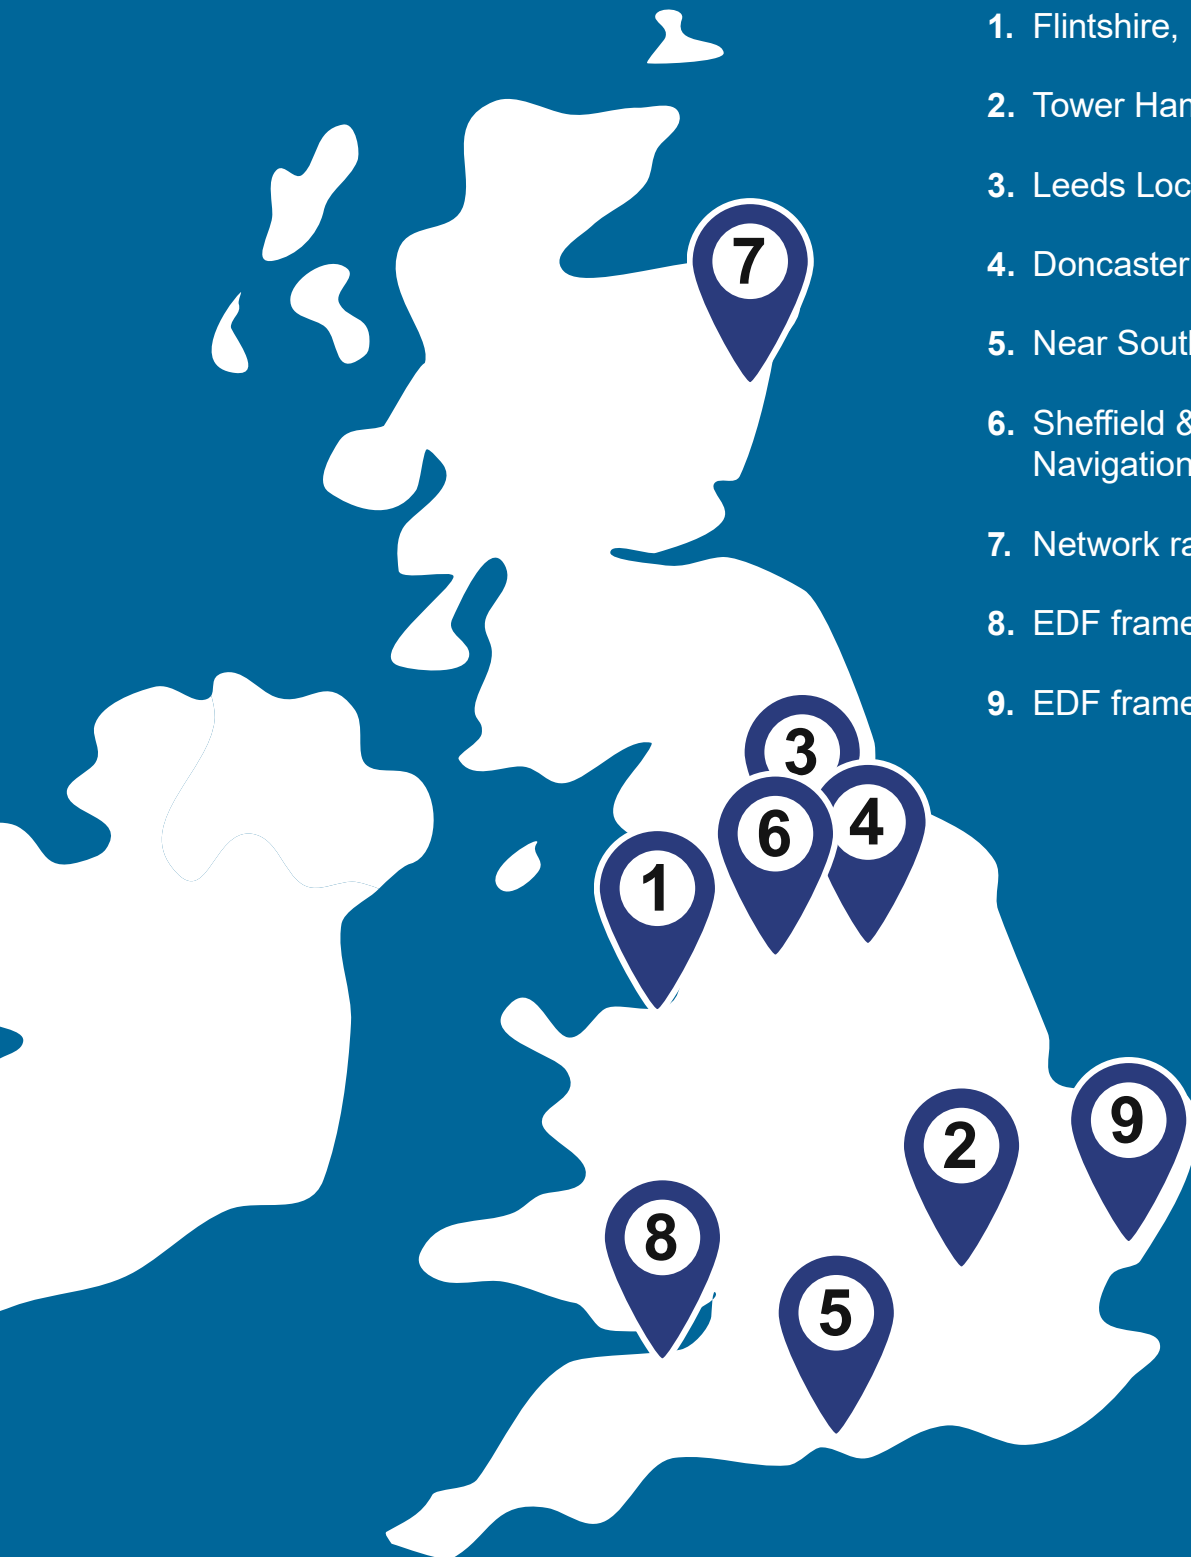 1. Flintshire,
2. Tower Ham
3. Leeds Loc
4. Doncaster
5. Near South
6. Sheffield &
Navigation
7. Network ra
8. EDF frame
9. EDF frame
7
3
4
6
1
9
2
8
5